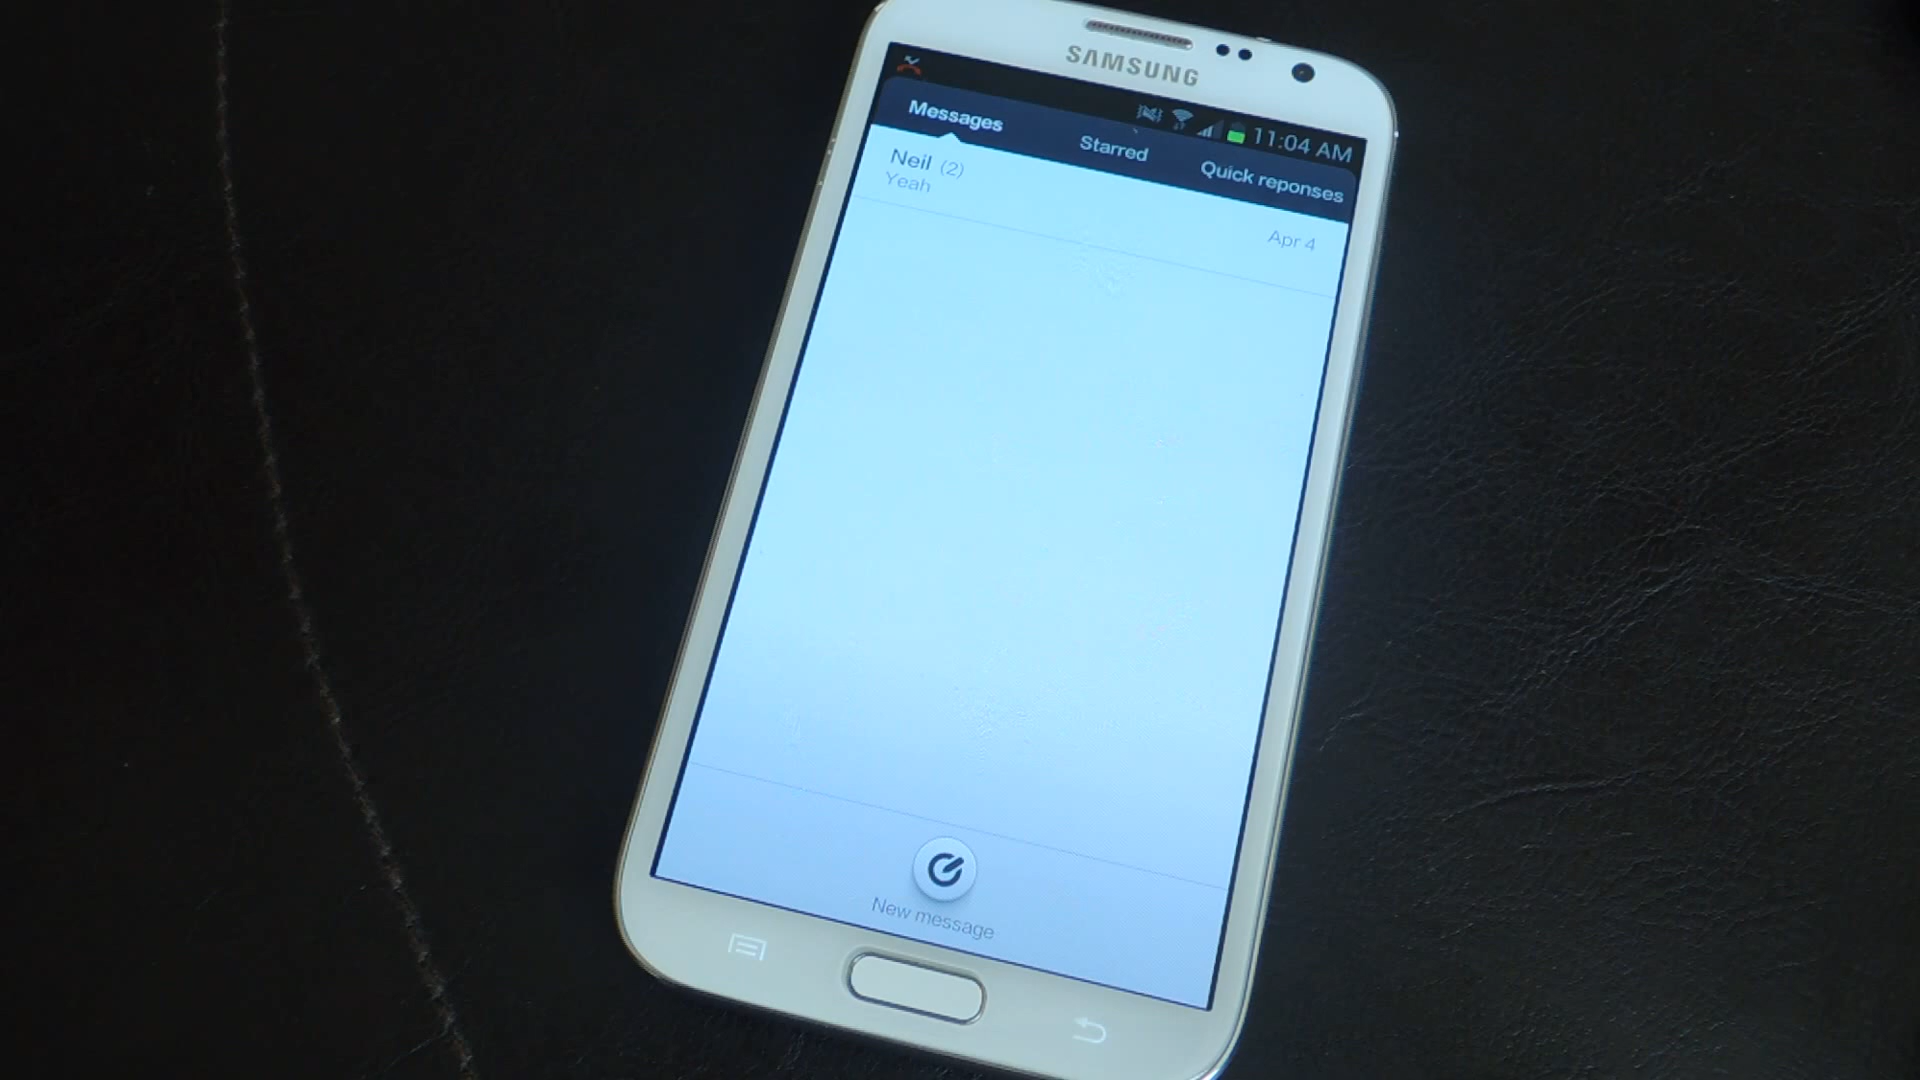 SAMSUNG
11:04 AM
Messages
Starred
Quick reponses
Neil (2)
Yeah
Apr 4
New message